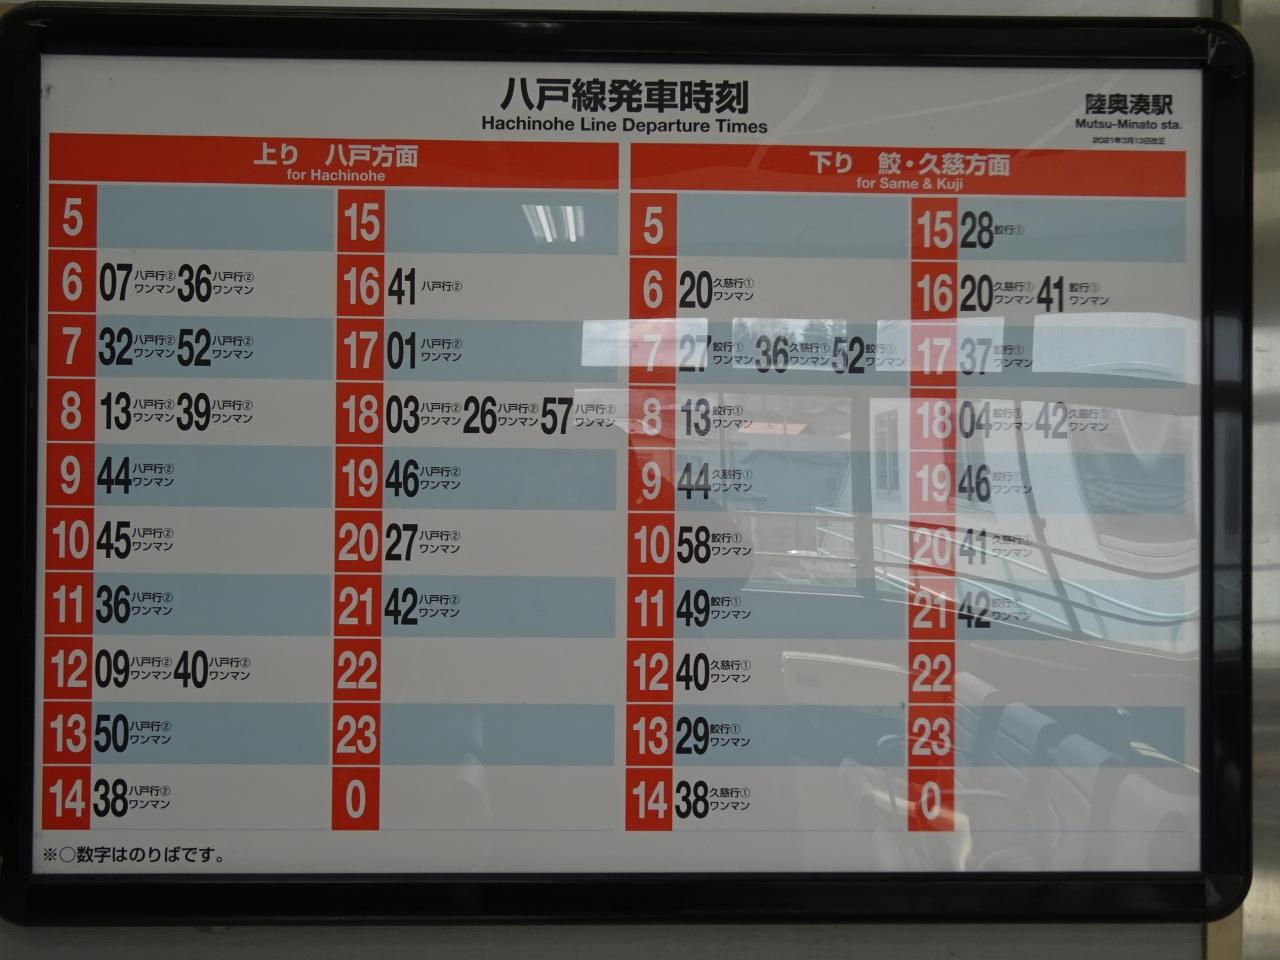 八戸線発車時刻
Hachinohe Line Departure Times
陸奥湊駅
Mutsu-Minato sta.
2021年3月13日改正
上り 八戸方面
for Hachinohe
5
6 07 八戸行② ワンマン 36 八戸行② ワンマン
7 32 八戸行② ワンマン 52 八戸行② ワンマン
8 13 八戸行② ワンマン 39 八戸行② ワンマン
9 44 八戸行② ワンマン
10 45 八戸行② ワンマン
11 36 八戸行② ワンマン
12 09 八戸行② ワンマン 40 八戸行② ワンマン
13 50 八戸行② ワンマン
14 38 八戸行② ワンマン
15
16 41 八戸行②
17 01 八戸行② ワンマン
18 03 八戸行② ワンマン 26 八戸行② ワンマン 57 八戸行② ワンマン
19 46 八戸行② ワンマン
20 27 八戸行② ワンマン
21 42 八戸行② ワンマン
22
23
0
下り 鮫・久慈方面
for Same & Kuji
5
6 20 久慈行① ワンマン
7 27 鮫行① ワンマン 36 久慈行① ワンマン 52 鮫行① ワンマン
8 13 鮫行① ワンマン
9 44 久慈行① ワンマン
10 58 鮫行① ワンマン
11 49 鮫行① ワンマン
12 40 久慈行① ワンマン
13 29 鮫行① ワンマン
14 38 久慈行① ワンマン
15 28 鮫行①
16 20 久慈行① ワンマン 41 鮫行① ワンマン
17 37 鮫行① ワンマン
18 04 鮫行① ワンマン 42 久慈行① ワンマン
19 46 鮫行① ワンマン
20 41 久慈行① ワンマン
21 42 鮫行① ワンマン
22
23
0
※○数字はのりばです。